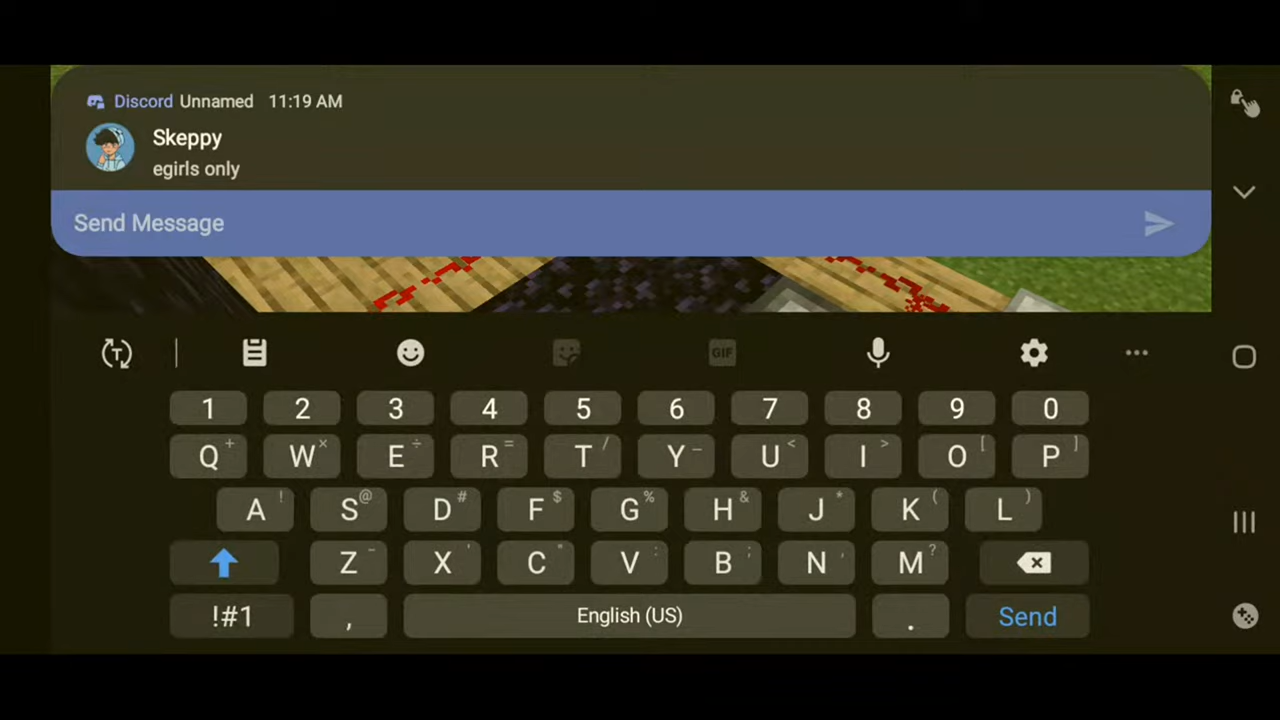 Discord Unnamed 11:19 AM
Skeppy
egirls only
Send Message
T GIF
1 2 3 4 5 6 7 8 9 0
Q + W × E ÷ R = T / Y _ U < I > O [ P ]
A ! S @ D # F $ G % H & J * K ( L )
Z - X ' C " V : B ; N , M ?
!#1 , English (US) . Send